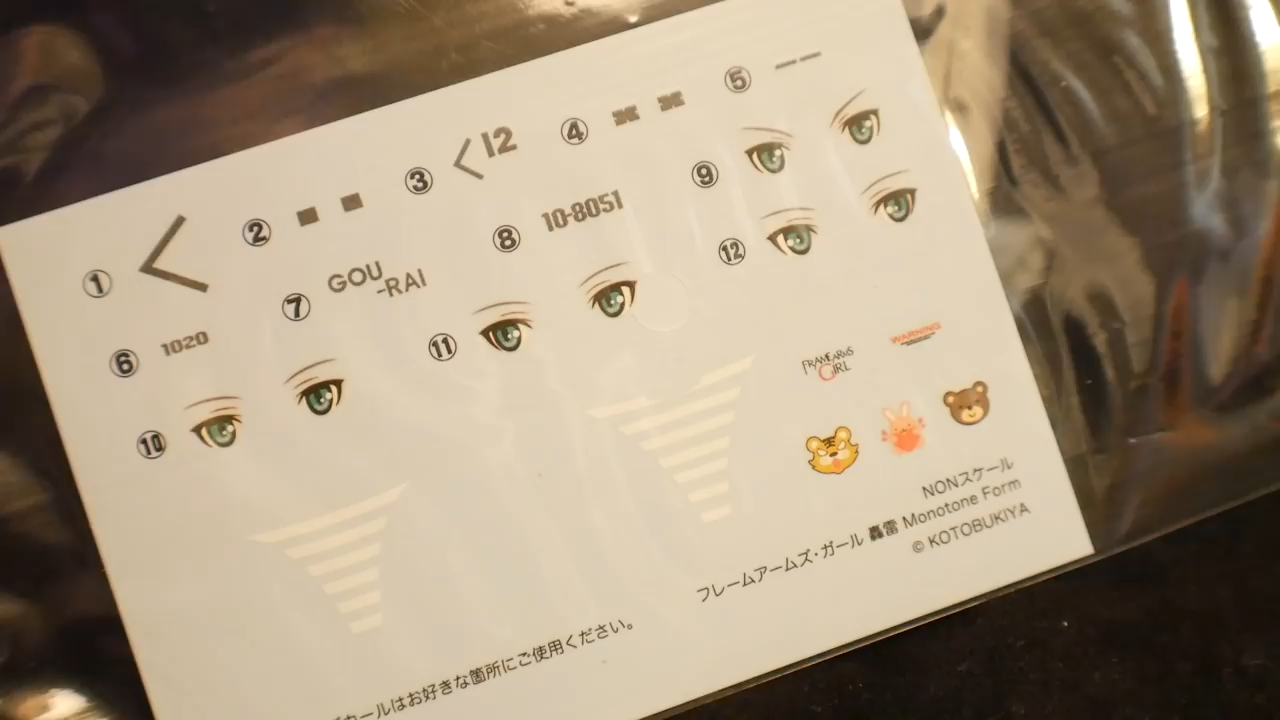 ① ② ③ <12 ④ ⑤
⑥ 1020 ⑦ GOU
-RAI ⑧ 10-8051 ⑨
⑩ ⑪ ⑫
FRAME ARMS
GIRL
WARNING
NONスケール
フレームアームズ・ガール 轟雷 Monotone Form
© KOTOBUKIYA
デカールはお好きな箇所にご使用ください。